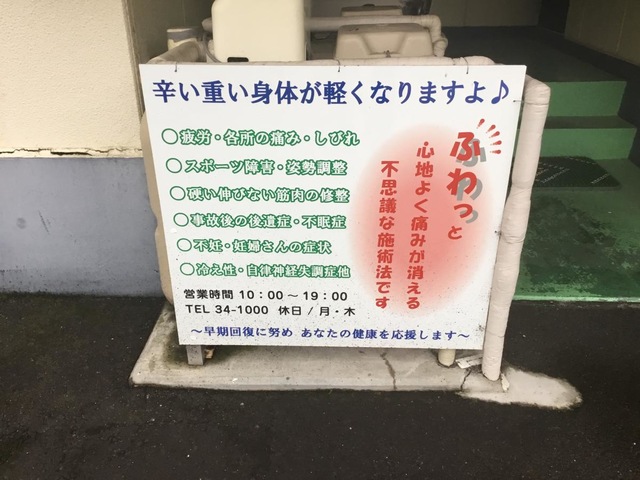 辛い重い身体が軽くなりますよ♪
●疲労・各所の痛み・しびれ
●スポーツ障害・姿勢調整
●硬い伸びない筋肉の修整
●事故後の後遺症・不眠症
●不妊・妊婦さんの症状
●冷え性・自律神経失調症他
ふわっと
心地よく痛みが消える
不思議な施術法です
営業時間 10：00～19：00
TEL 34-1000 休日/月・木
～早期回復に努め あなたの健康を応援します～